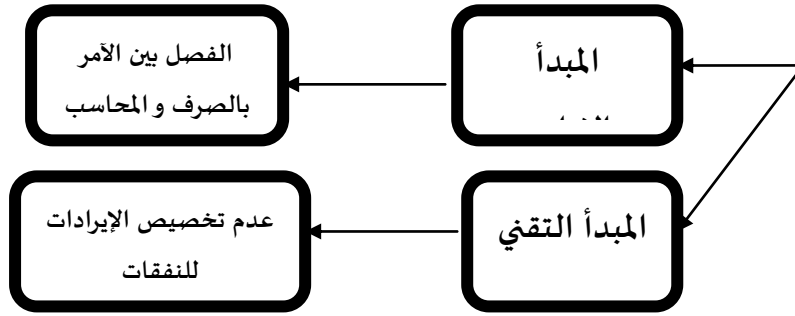 المبدأ
الفصل بين الآمر
بالصرف و المحاسب
المبدأ التقني
عدم تخصيص الإيرادات
للنفقات